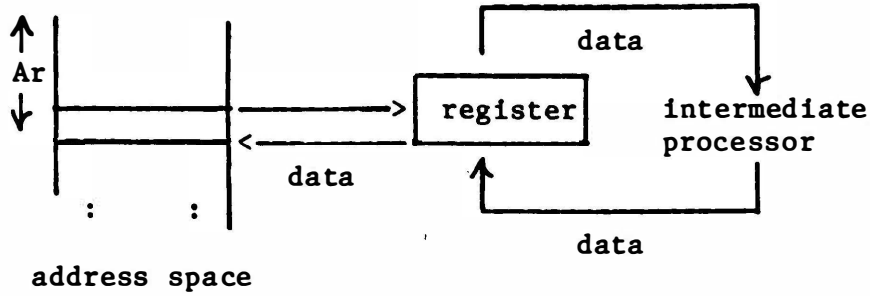 data
Ar
register
intermediate
processor
data
: :
data
address space